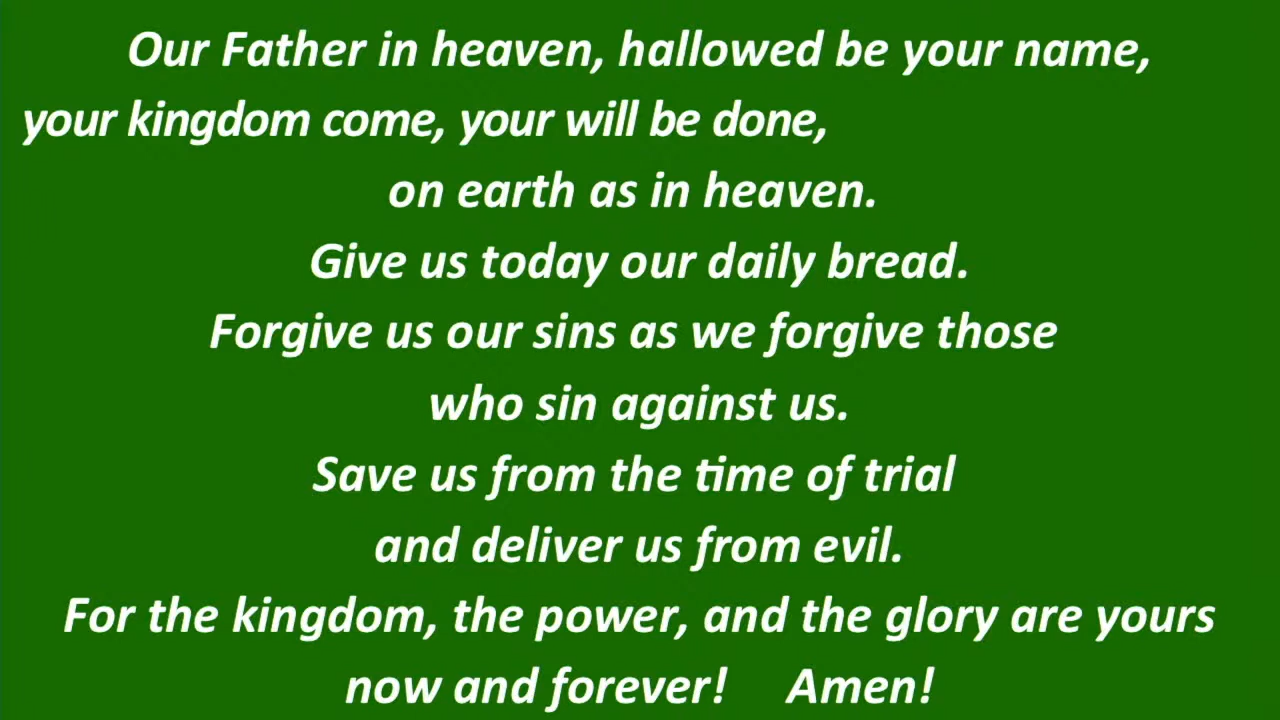 Our Father in heaven, hallowed be your name,
your kingdom come, your will be done,
on earth as in heaven.
Give us today our daily bread.
Forgive us our sins as we forgive those
who sin against us.
Save us from the time of trial
and deliver us from evil.
For the kingdom, the power, and the glory are yours
now and forever! Amen!